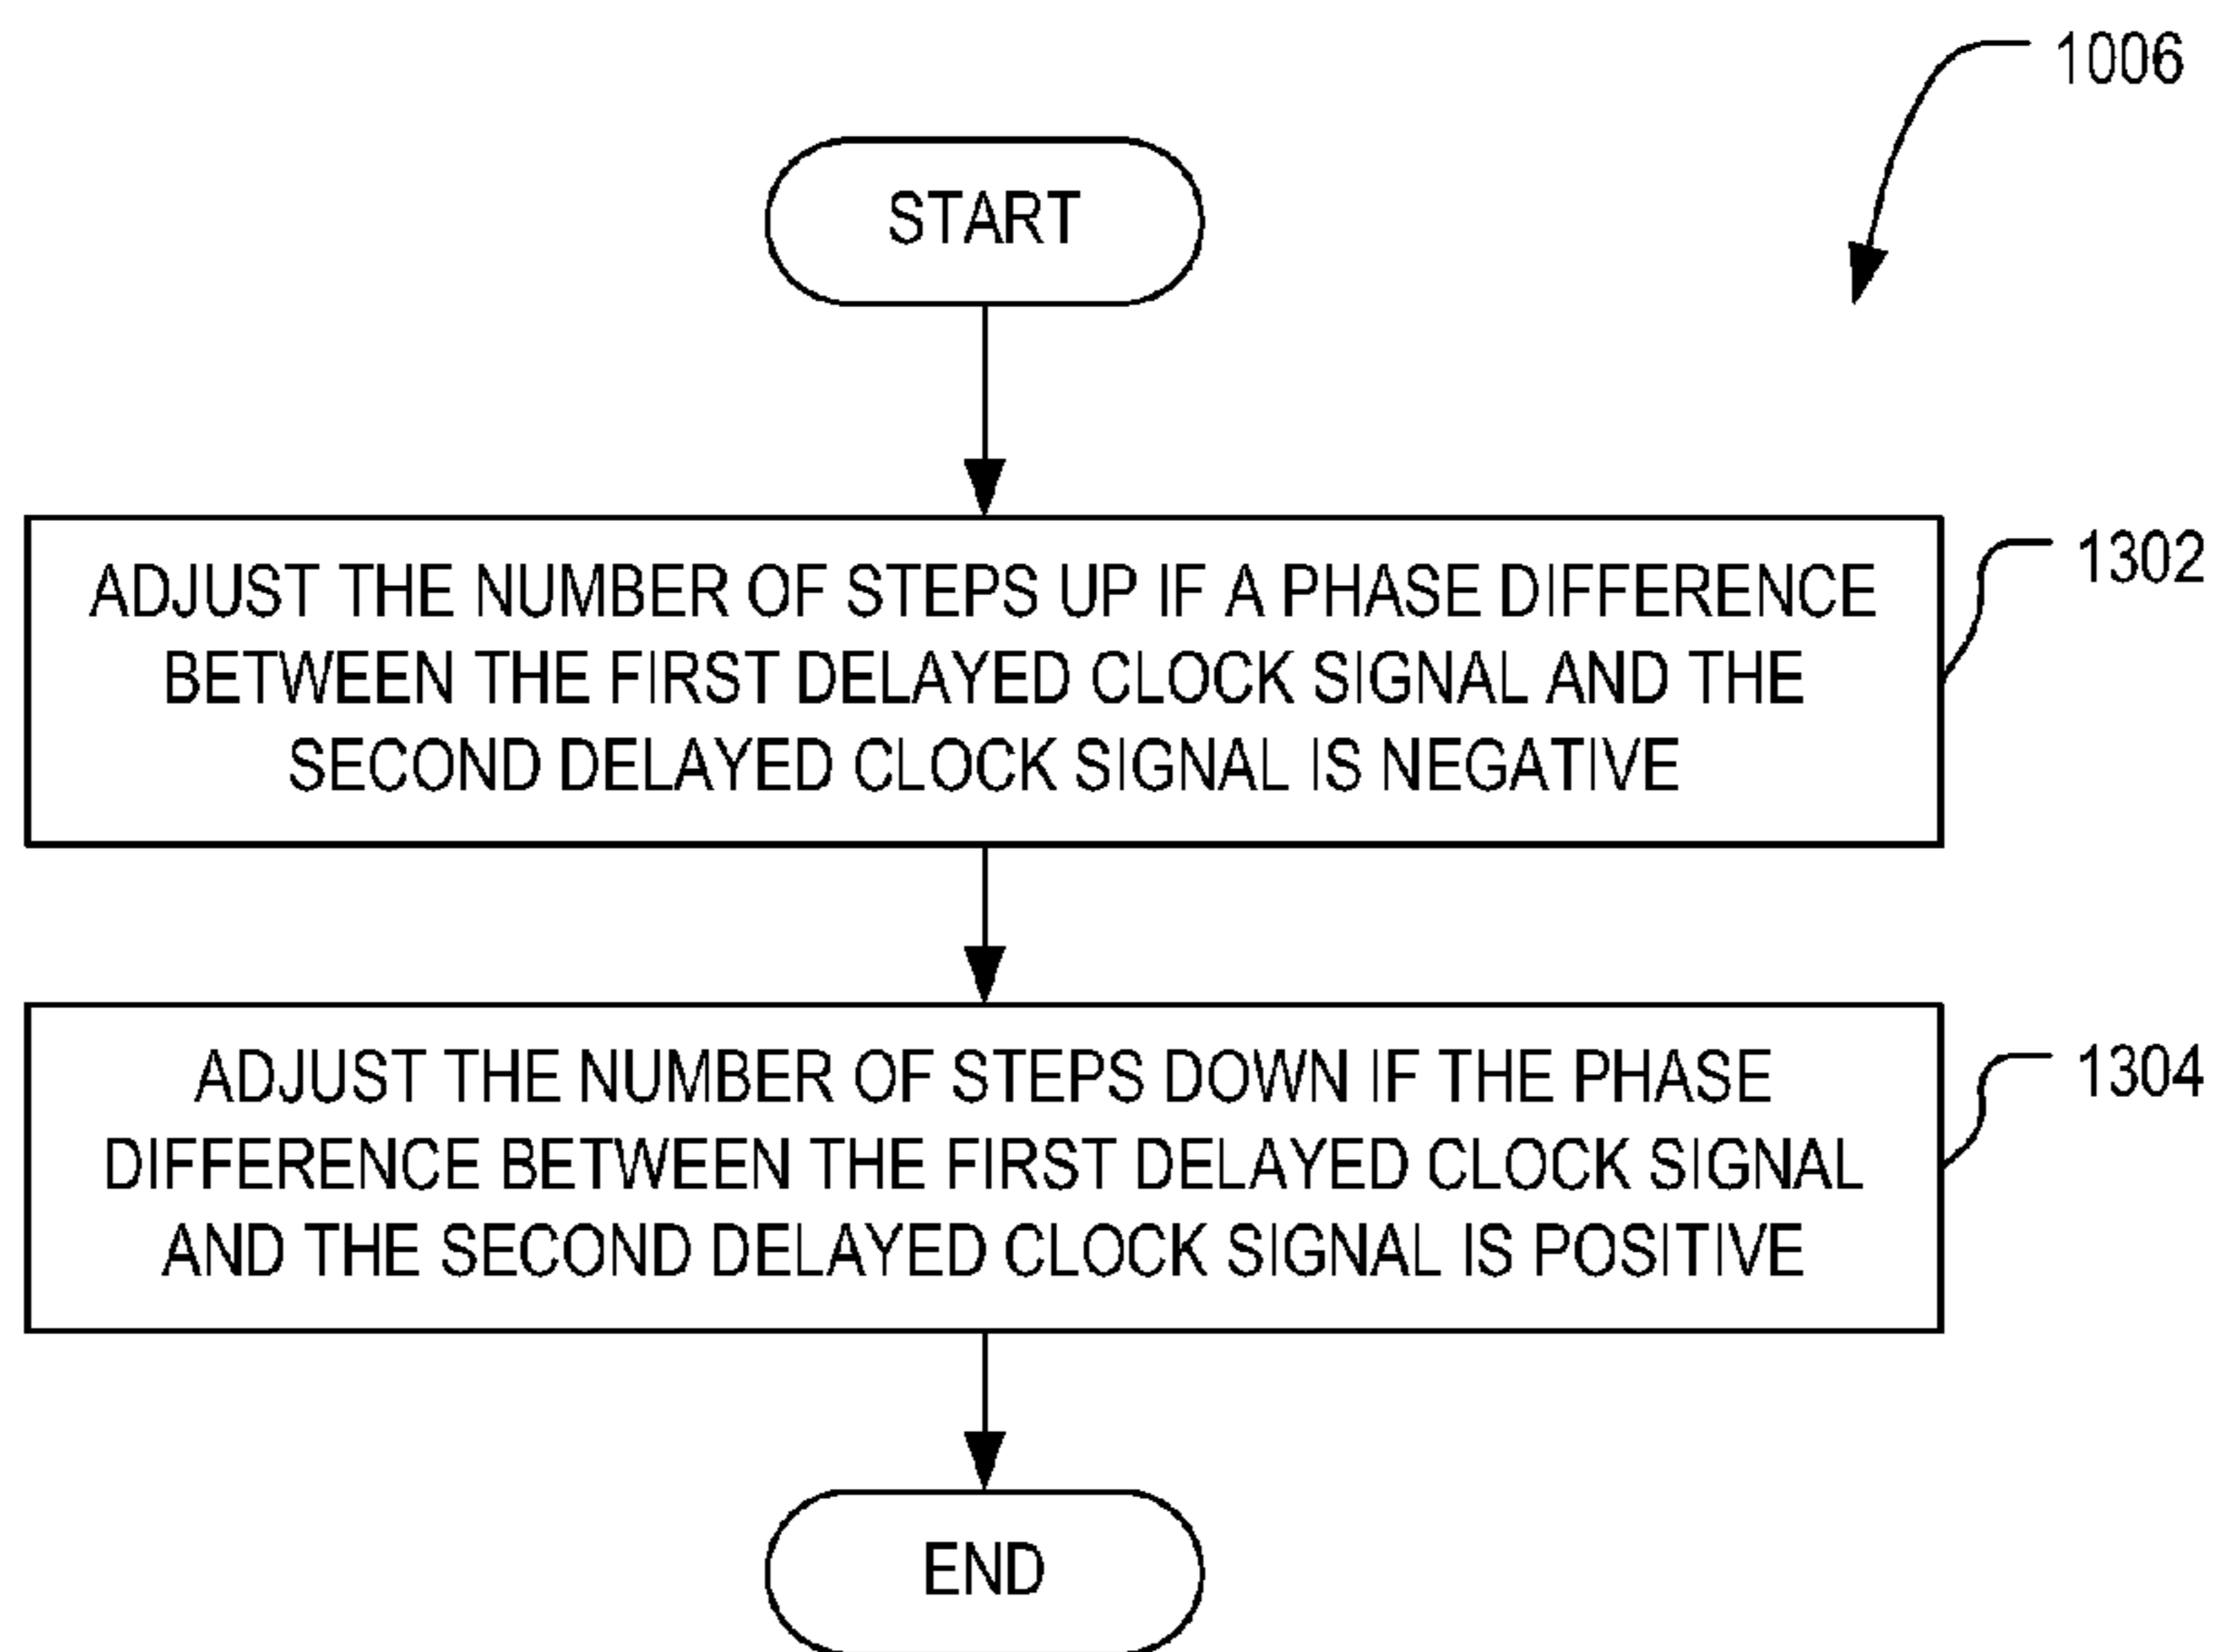 1006
START
ADJUST THE NUMBER OF STEPS UP IF A PHASE DIFFERENCE
BETWEEN THE FIRST DELAYED CLOCK SIGNAL AND THE
SECOND DELAYED CLOCK SIGNAL IS NEGATIVE
1302
ADJUST THE NUMBER OF STEPS DOWN IF THE PHASE
DIFFERENCE BETWEEN THE FIRST DELAYED CLOCK SIGNAL
AND THE SECOND DELAYED CLOCK SIGNAL IS POSITIVE
1304
END